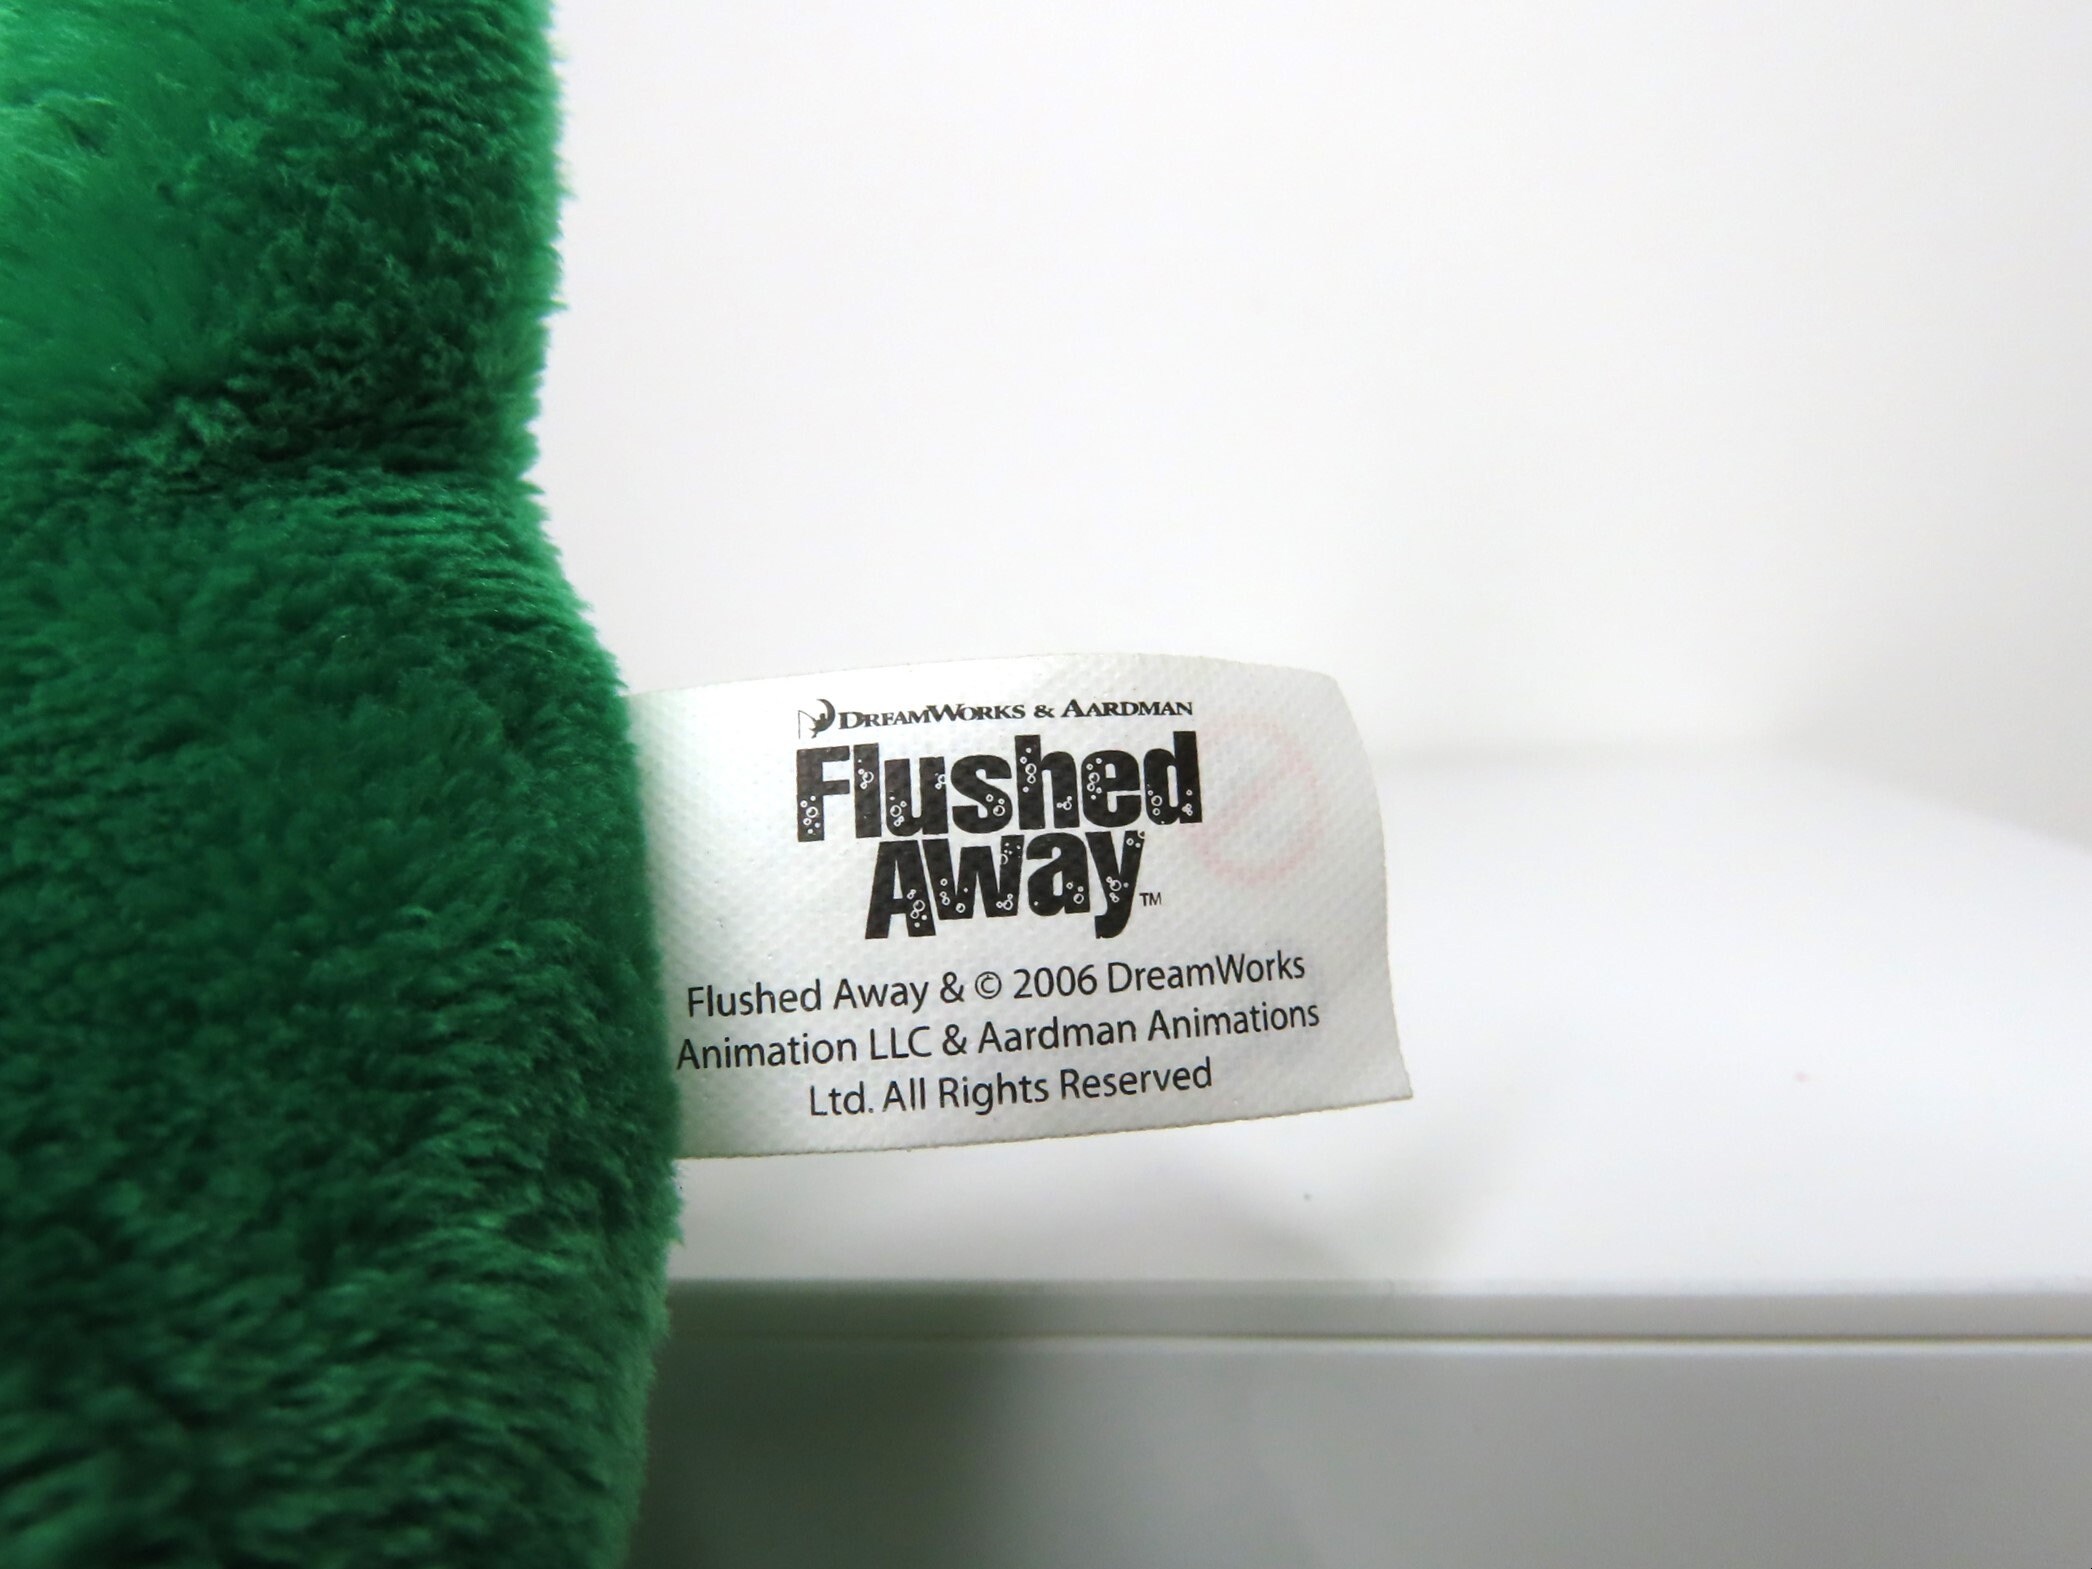 DREAMWORKS & AARDMAN
Flushed
Away™
Flushed Away & © 2006 DreamWorks
Animation LLC & Aardman Animations
Ltd. All Rights Reserved